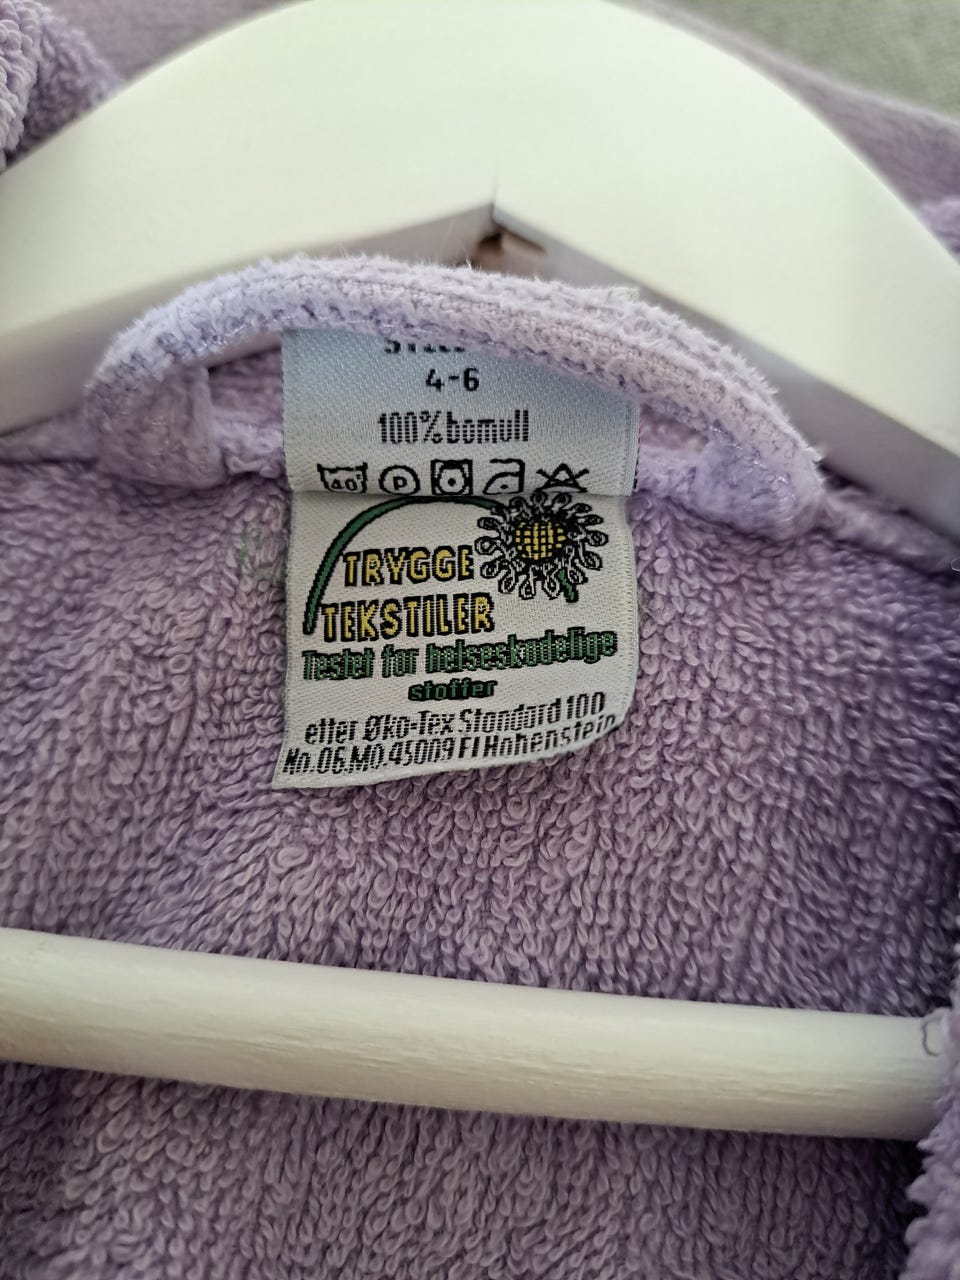 4-6
100% bomull
40°
P
TRYGGE
TEKSTILER
Testet for helseskadelige
stoffer
etter Øko-Tex Standard 100
No.06.MO.45009 FI Hohenstein